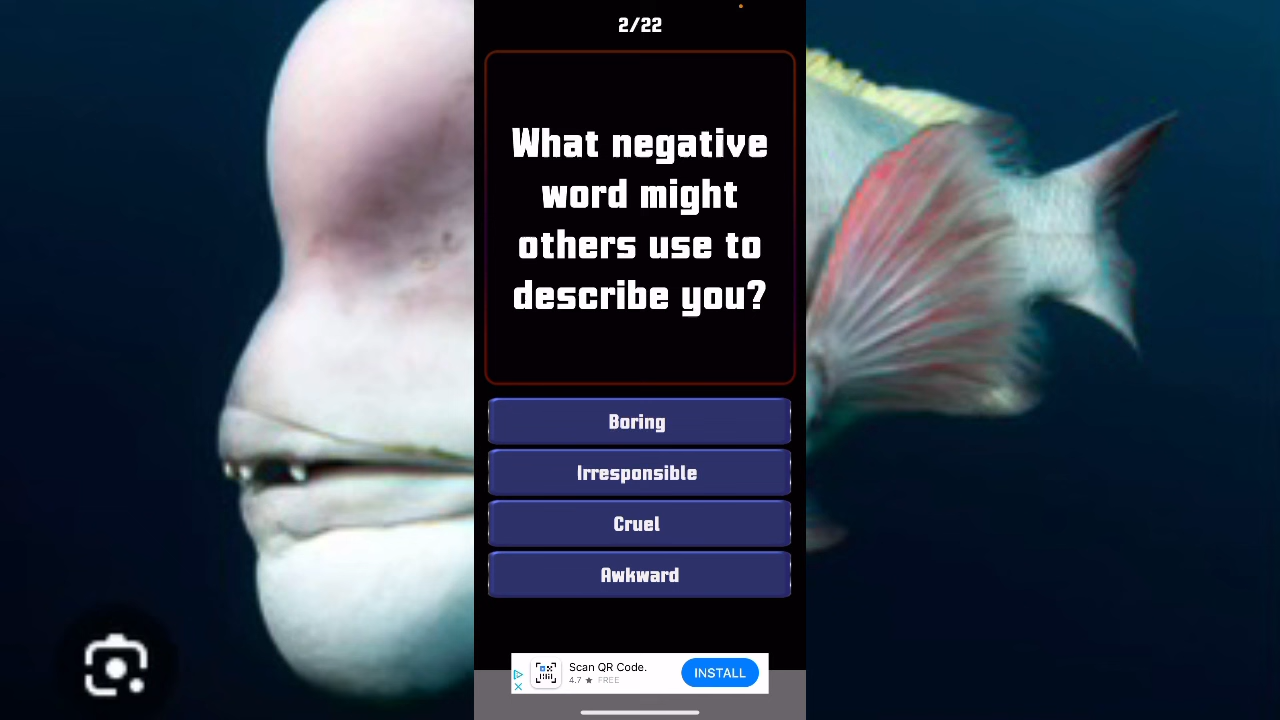 2/22
What negative
word might
others use to
describe you?
Boring
Irresponsible
Cruel
Awkward
Scan QR Code.
4.7 ★ FREE
INSTALL